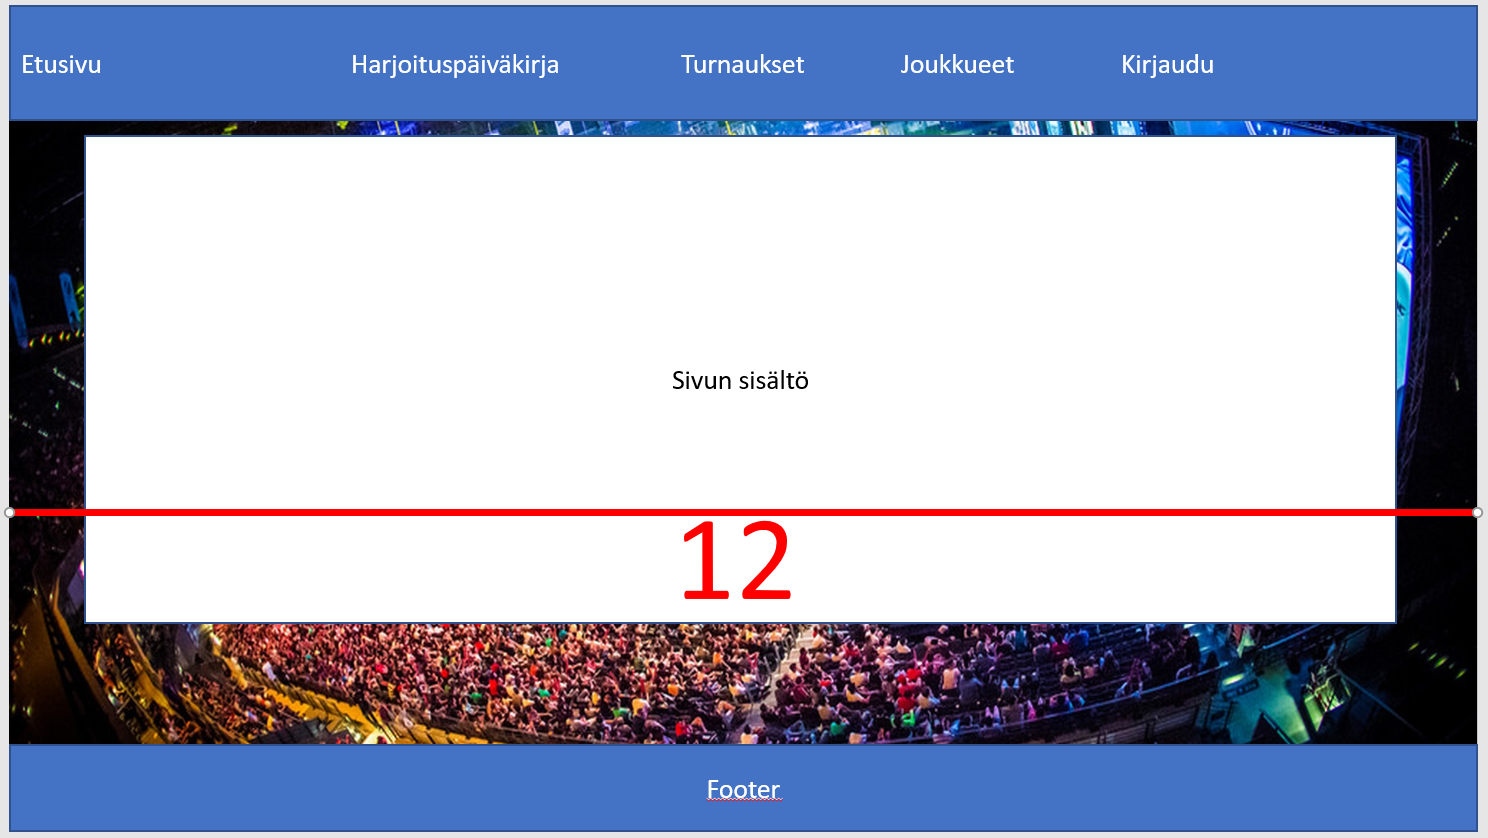 Etusivu Harjoituspäiväkirja Turnaukset Joukkueet Kirjaudu
Sivun sisältö
12
Footer